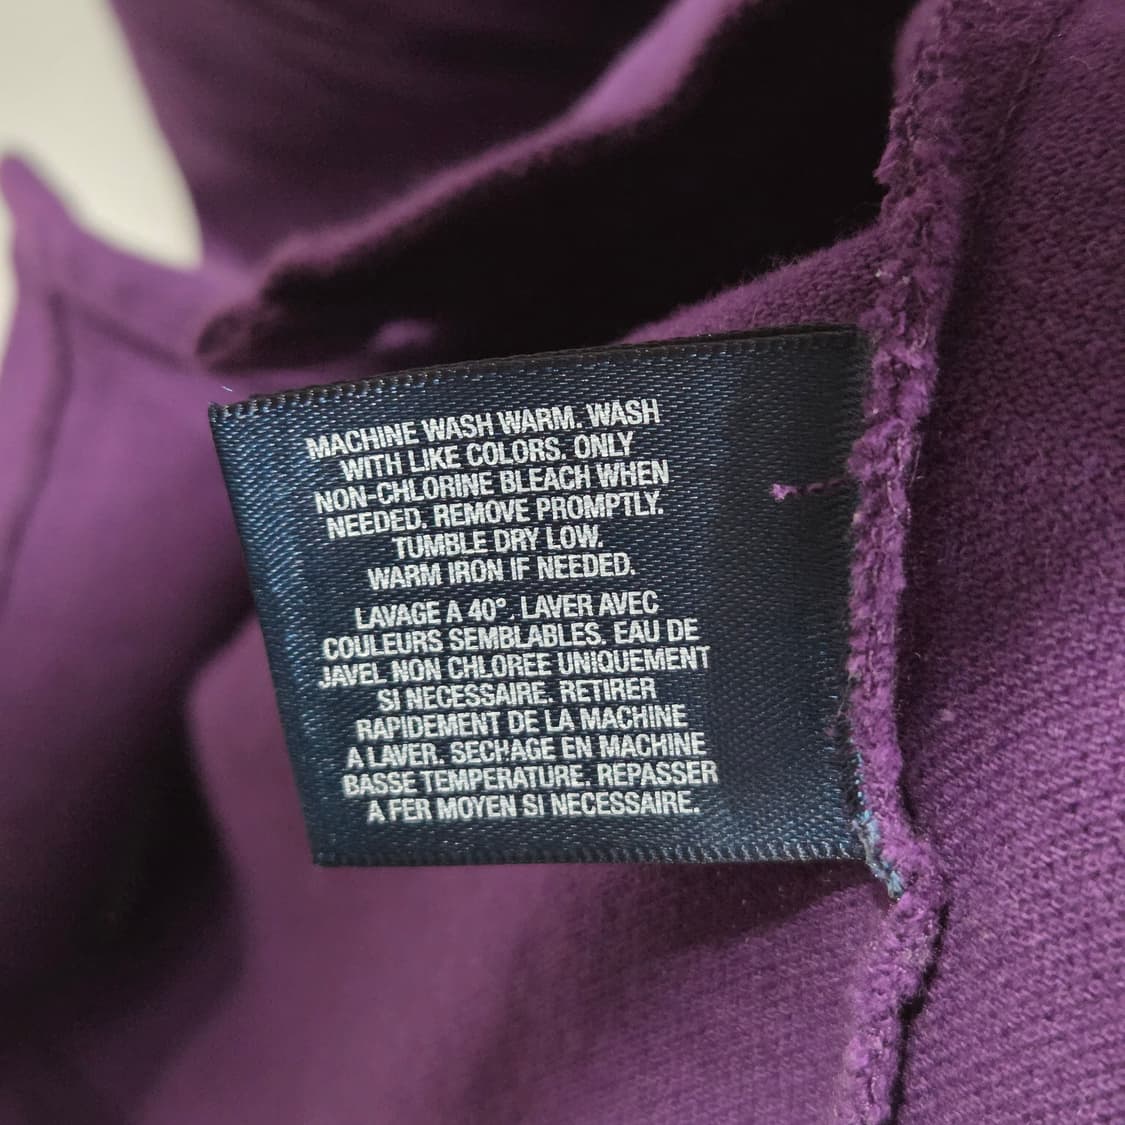 MACHINE WASH WARM. WASH
WITH LIKE COLORS. ONLY
NON-CHLORINE BLEACH WHEN
NEEDED. REMOVE PROMPTLY.
TUMBLE DRY LOW.
WARM IRON IF NEEDED.
LAVAGE A 40°. LAVER AVEC
COULEURS SEMBLABLES. EAU DE
JAVEL NON CHLOREE UNIQUEMENT
SI NECESSAIRE. RETIRER
RAPIDEMENT DE LA MACHINE
A LAVER. SECHAGE EN MACHINE
BASSE TEMPERATURE. REPASSER
A FER MOYEN SI NECESSAIRE.